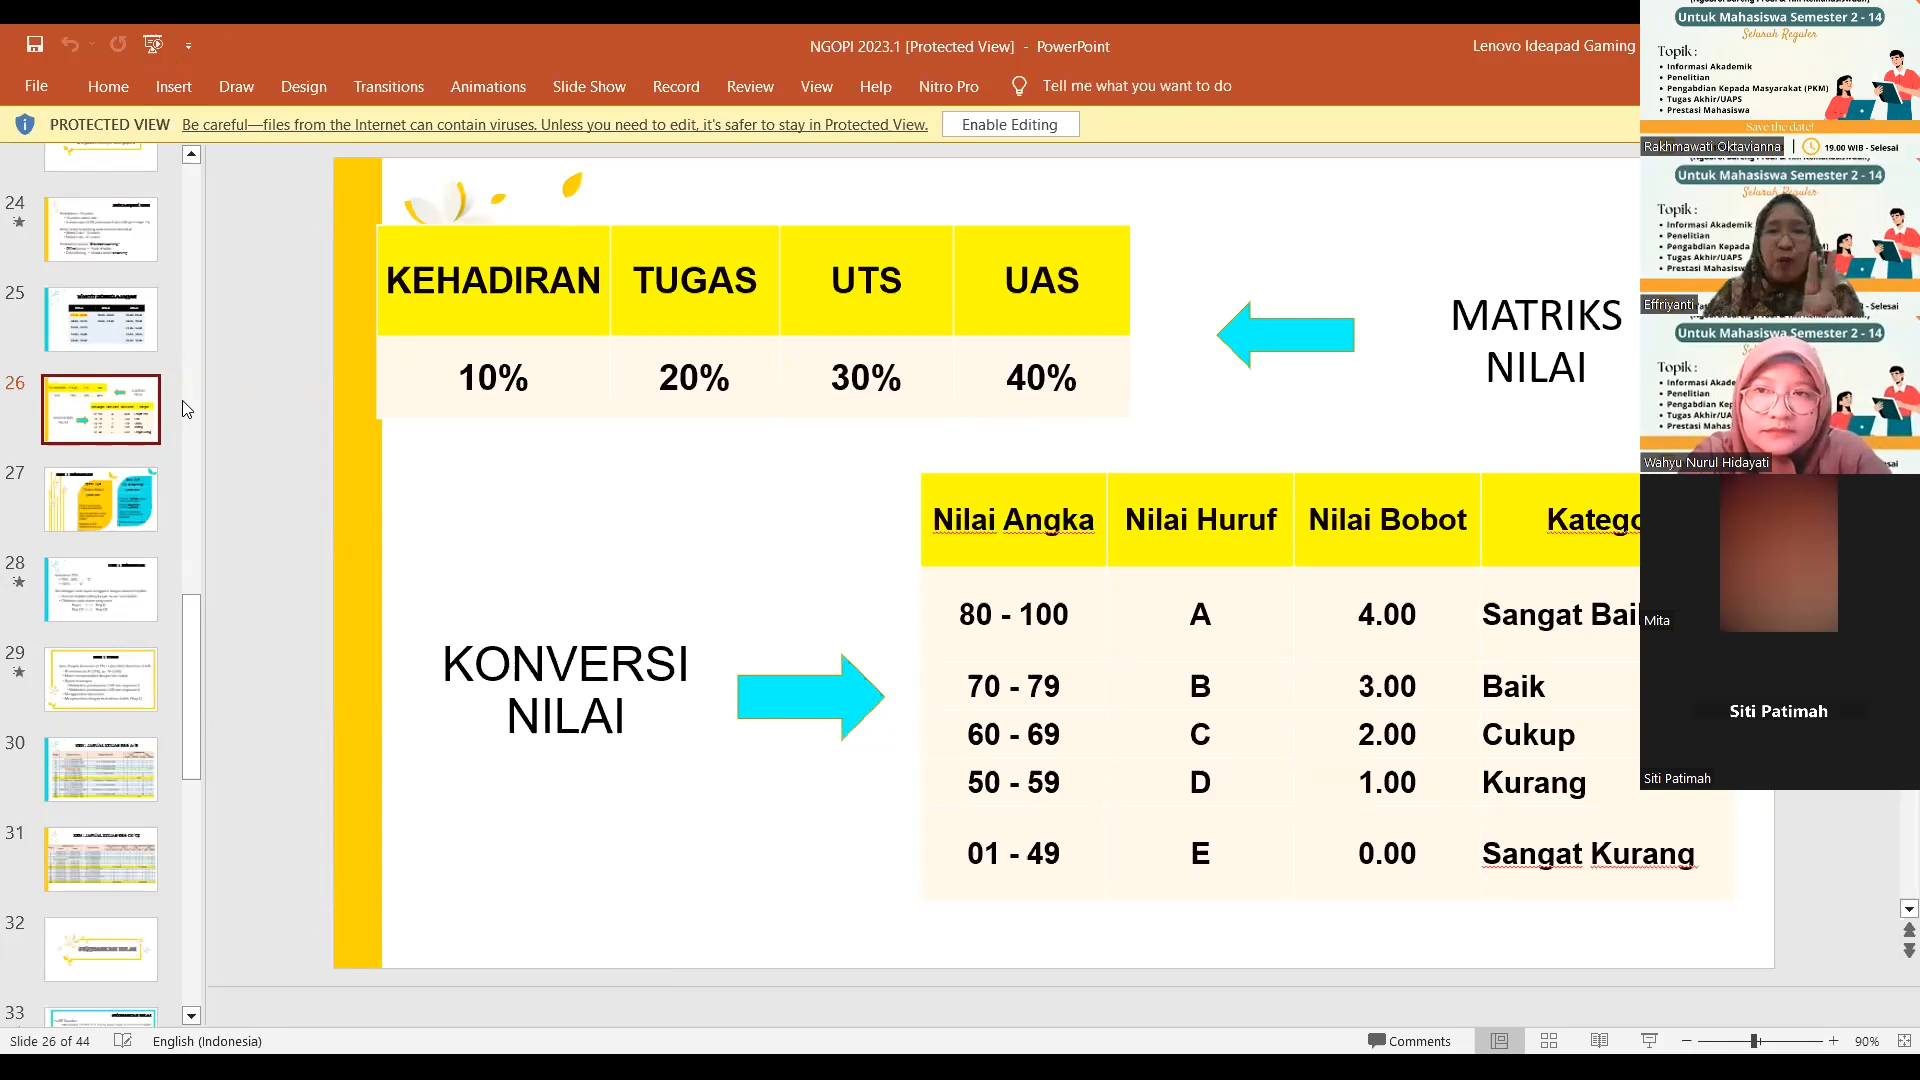 NGOPI 2023.1 [Protected View] - PowerPoint
Lenovo Ideapad Gaming
File Home Insert Draw Design Transitions Animations Slide Show Record Review View Help Nitro Pro Tell me what you want to do
PROTECTED VIEW Be careful—files from the Internet can contain viruses. Unless you need to edit, it's safer to stay in Protected View. Enable Editing
24
25
26
27
28
29
30
31
32
33
KEHADIRAN TUGAS UTS UAS
10% 20% 30% 40%
MATRIKS
NILAI
KONVERSI
NILAI
Nilai Angka Nilai Huruf Nilai Bobot Katego
80 - 100 A 4.00 Sangat Bai
70 - 79 B 3.00 Baik
60 - 69 C 2.00 Cukup
50 - 59 D 1.00 Kurang
01 - 49 E 0.00 Sangat Kurang
Untuk Mahasiswa Semester 2 - 14
Seluruh Reguler
Topik :
• Informasi Akademik
• Penelitian
• Pengabdian Kepada Masyarakat (PKM)
• Tugas Akhir/UAPS
• Prestasi Mahasiswa
Save the date!
Rakhmawati Oktavianna
19.00 WIB - Selesai
Untuk Mahasiswa Semester 2 - 14
Seluruh Reguler
Topik :
• Informasi Akademik
• Penelitian
• Pengabdian Kepada
• Tugas Akhir/UAPS
• Prestasi Mahasisw
Effriyanti
- Selesai
Untuk Mahasiswa Semester 2 - 14
Topik :
• Informasi Akade
• Penelitian
• Pengabdian Kep
• Tugas Akhir/UA
• Prestasi Mahas
Wahyu Nurul Hidayati
Mita
Siti Patimah
Siti Patimah
Slide 26 of 44 English (Indonesia)
Comments
90%